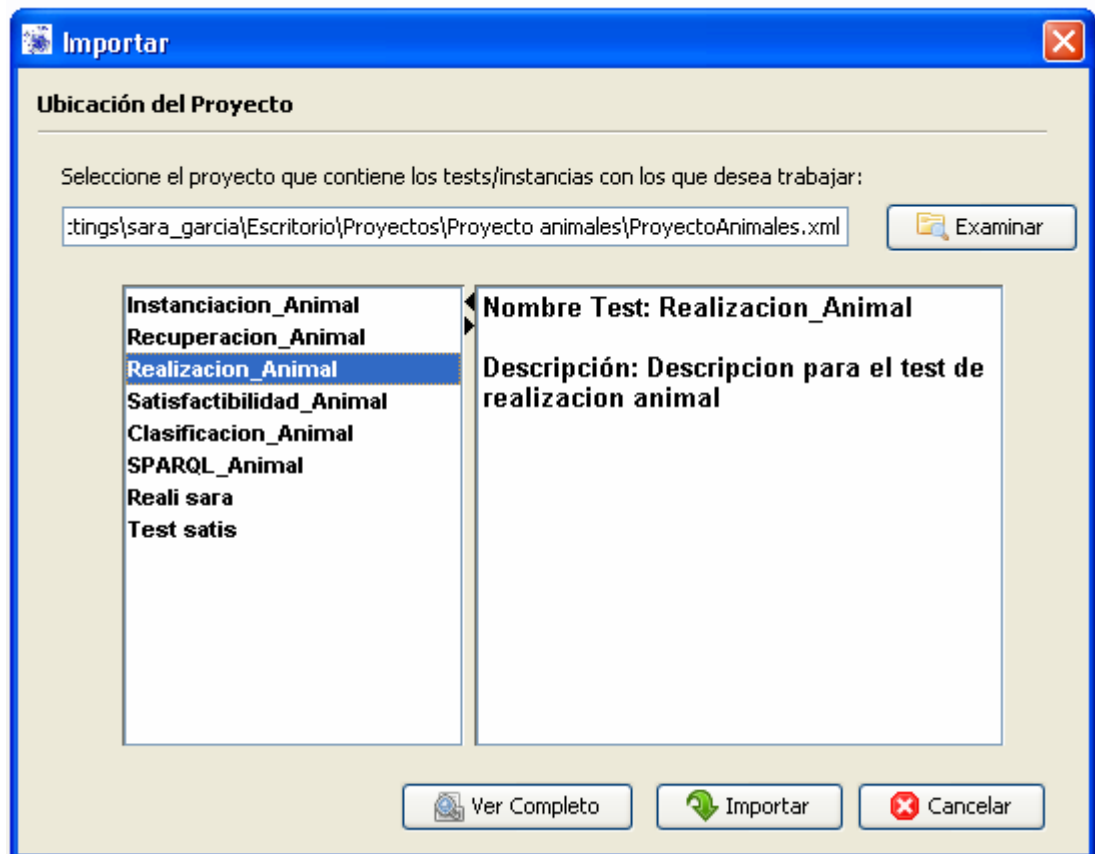 Importar
Ubicación del Proyecto
Seleccione el proyecto que contiene los tests/instancias con los que desea trabajar:
:tings\sara_garcia\Escritorio\Proyectos\Proyecto animales\ProyectoAnimales.xml
Examinar
Instanciacion_Animal
Recuperacion_Animal
Realizacion_Animal
Satisfactibilidad_Animal
Clasificacion_Animal
SPARQL_Animal
Reali sara
Test satis
Nombre Test: Realizacion_Animal
Descripción: Descripcion para el test de
realizacion animal
Ver Completo
Importar
Cancelar